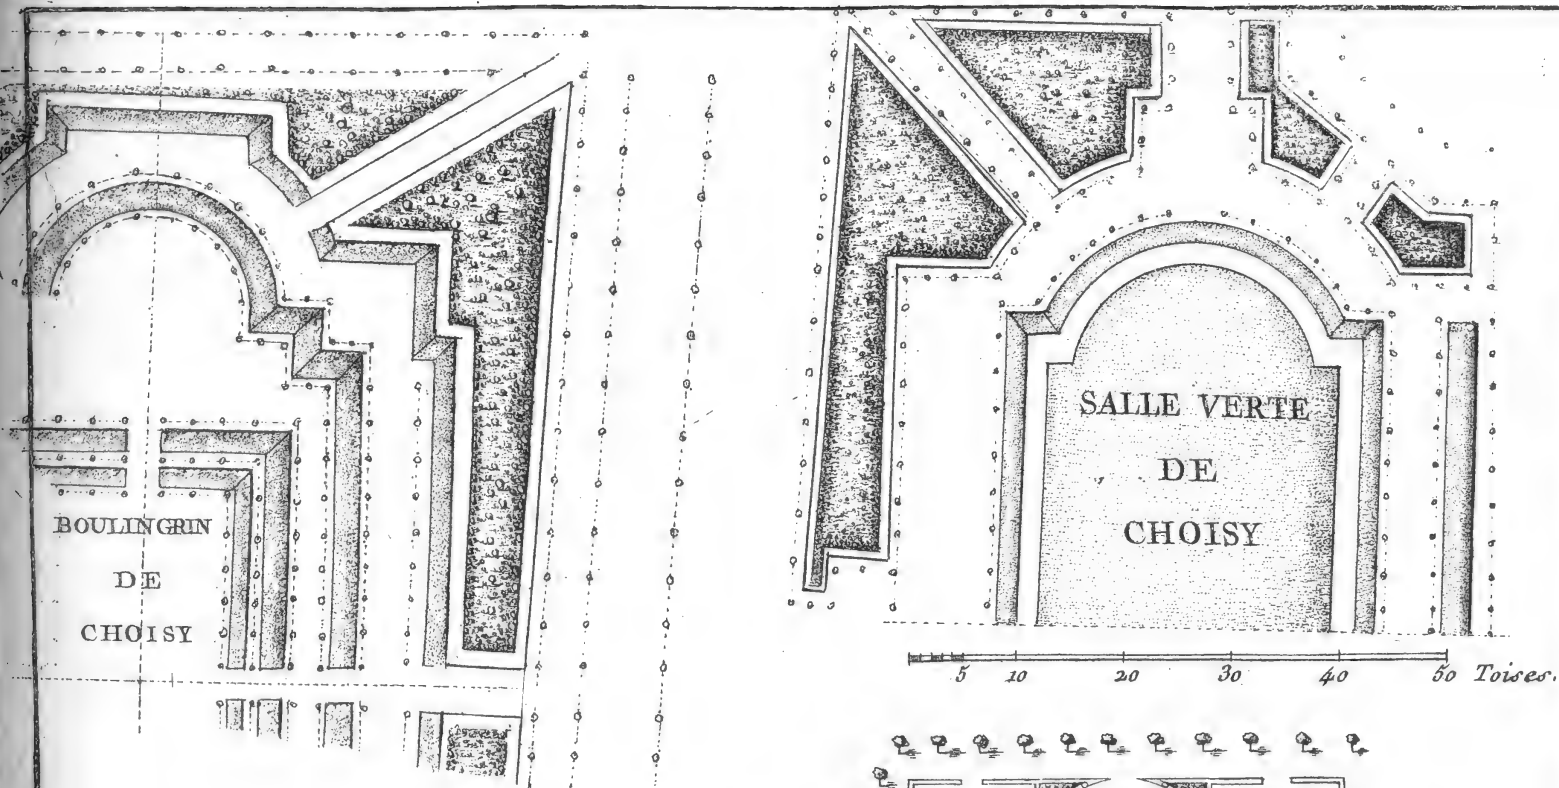 BOULINGRIN
DE
CHOISY
SALLE VERTE
DE
CHOISY
5 10 20 30 40 50 Toises.